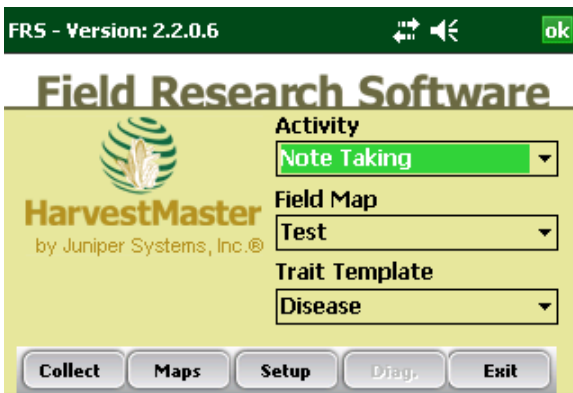 FRS - Version: 2.2.0.6 ok
Field Research Software
Activity
Note Taking
HarvestMaster
by Juniper Systems, Inc.®
Field Map
Test
Trait Template
Disease
Collect Maps Setup Diag. Exit